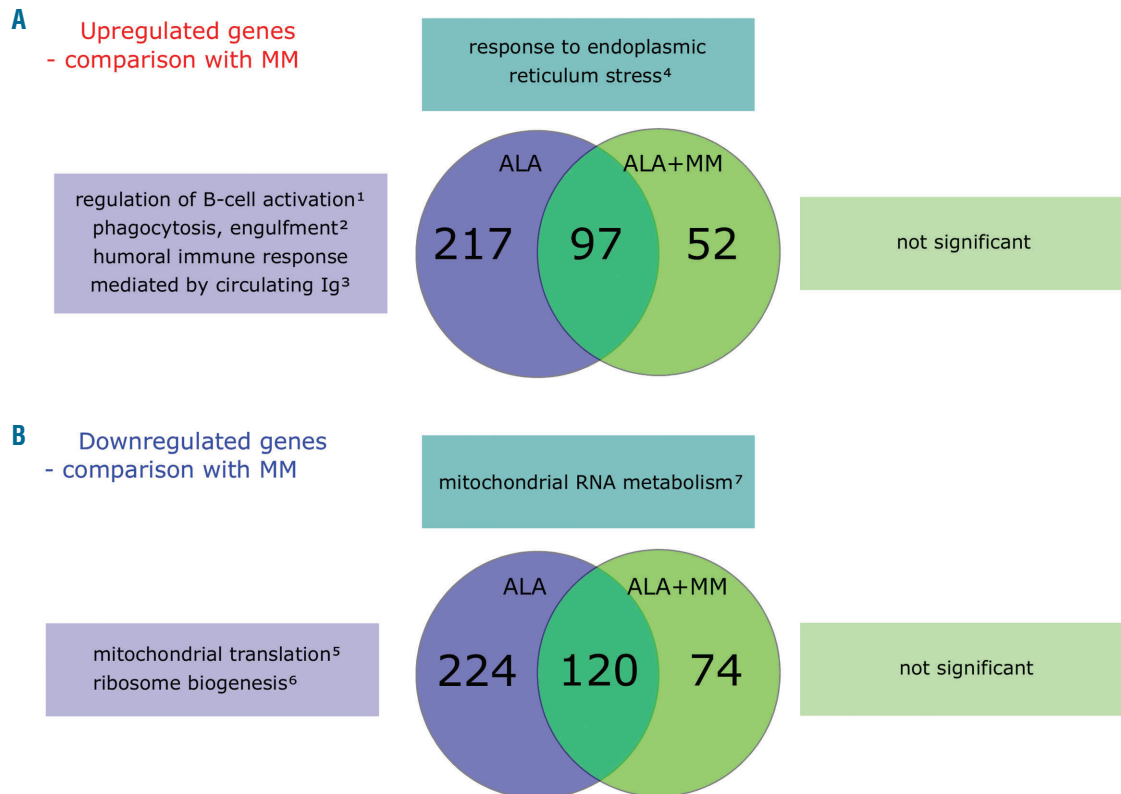 A
Upregulated genes
- comparison with MM
response to endoplasmic
reticulum stress⁴
regulation of B-cell activation¹
phagocytosis, engulfment²
humoral immune response
mediated by circulating Ig³
ALA
ALA+MM
217
97
52
not significant
B
Downregulated genes
- comparison with MM
mitochondrial RNA metabolism⁷
mitochondrial translation⁵
ribosome biogenesis⁶
ALA
ALA+MM
224
120
74
not significant